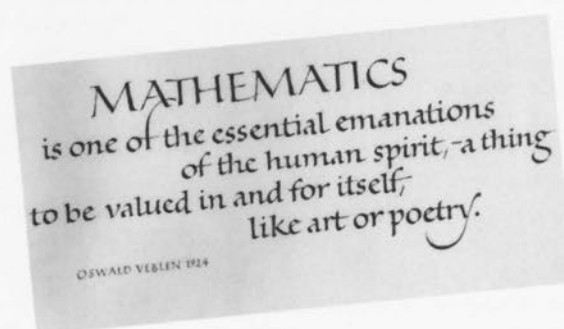 MATHEMATICS
is one of the essential emanations
of the human spirit,-a thing
to be valued in and for itself,-
like art or poetry.
OSWALD VEBLEN 1924